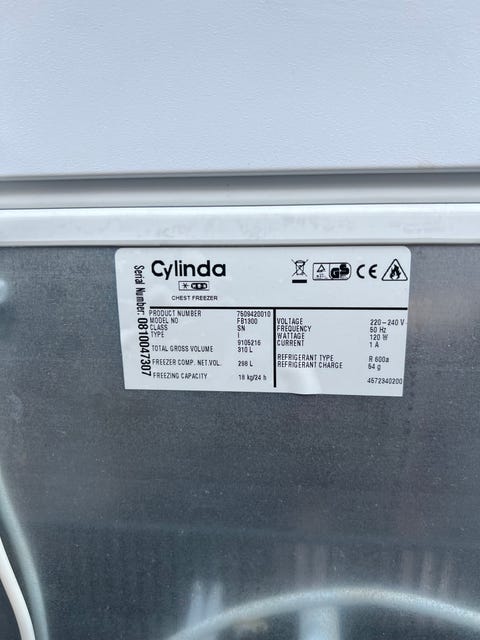 Cylinda
CHEST FREEZER
Serial Number: 08110047307
PRODUCT NUMBER 7509420010
MODEL NO FB1300
CLASS SN
TYPE I
9105216
TOTAL GROSS VOLUME 310 L
FREEZER COMP. NET.VOL. 298 L
FREEZING CAPACITY 18 kg/24 h
GS CE
VOLTAGE 220-240 V
FREQUENCY 50 Hz
WATTAGE 120 W
CURRENT 1 A
REFRIGERANT TYPE R 600a
REFRIGERANT CHARGE 54 g
4572340200